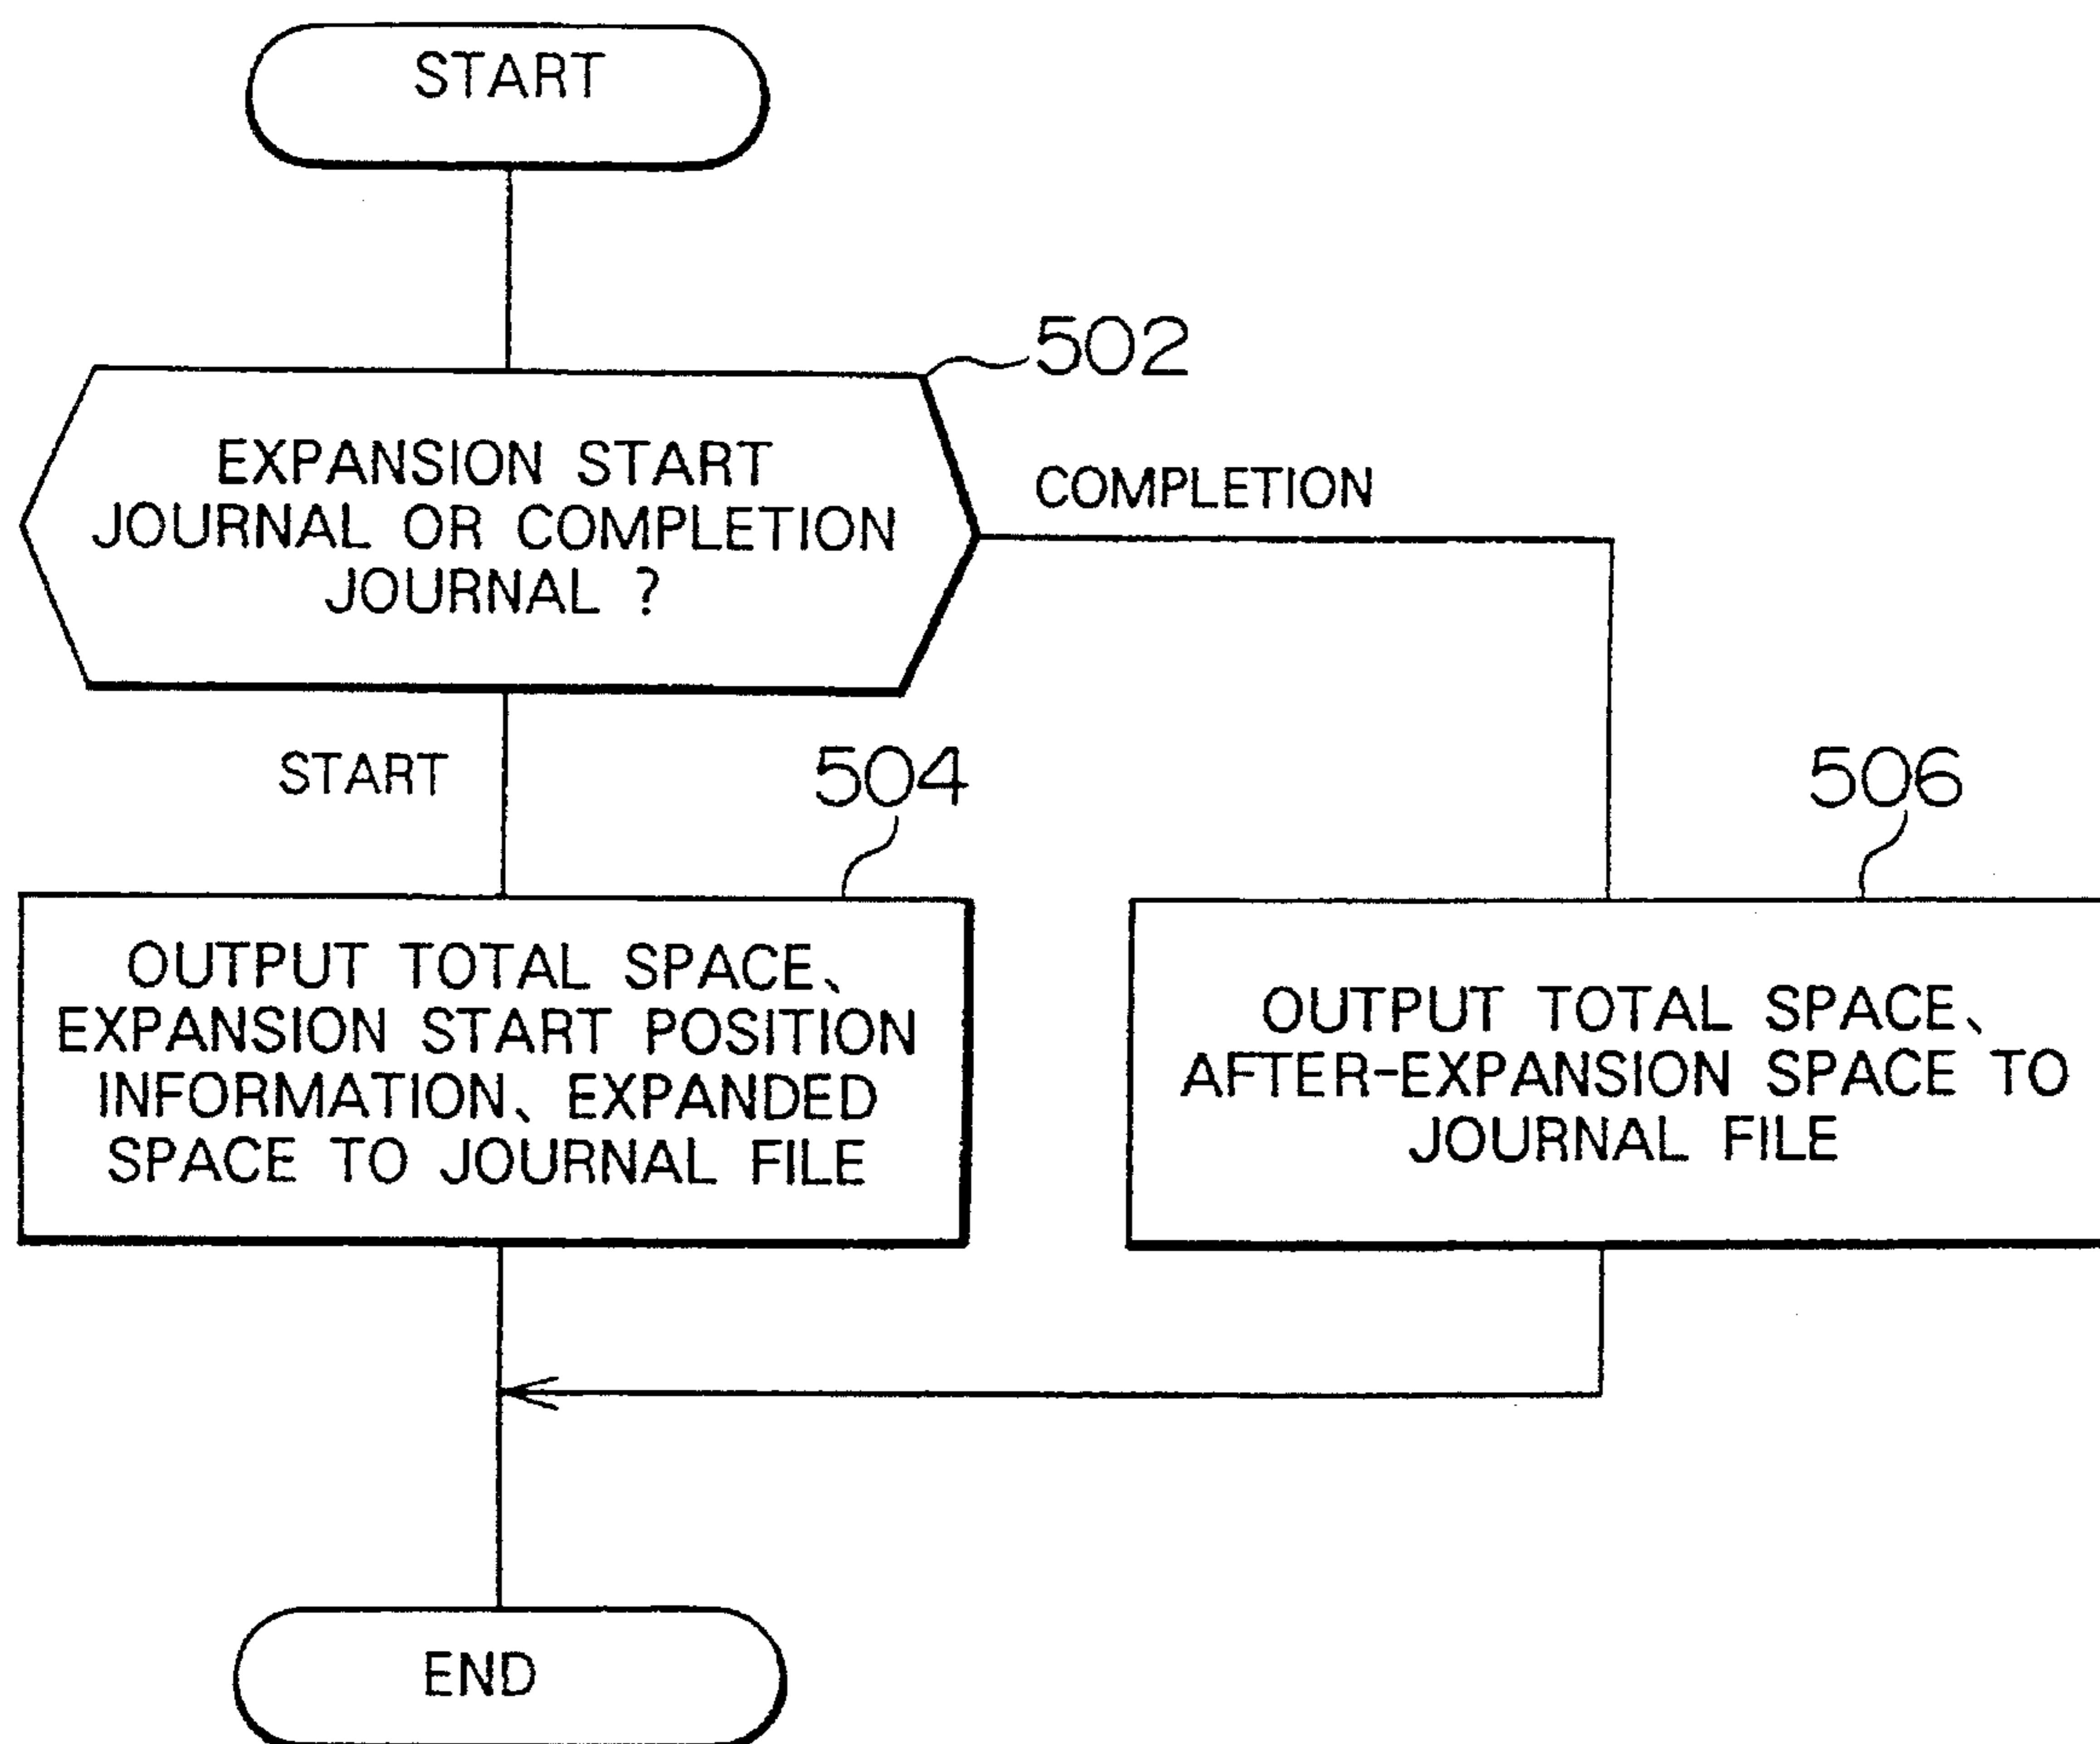 START
502
EXPANSION START
JOURNAL OR COMPLETION
JOURNAL ?
COMPLETION
START
504
506
OUTPUT TOTAL SPACE、
EXPANSION START POSITION
INFORMATION、EXPANDED
SPACE TO JOURNAL FILE
OUTPUT TOTAL SPACE、
AFTER-EXPANSION SPACE TO
JOURNAL FILE
END